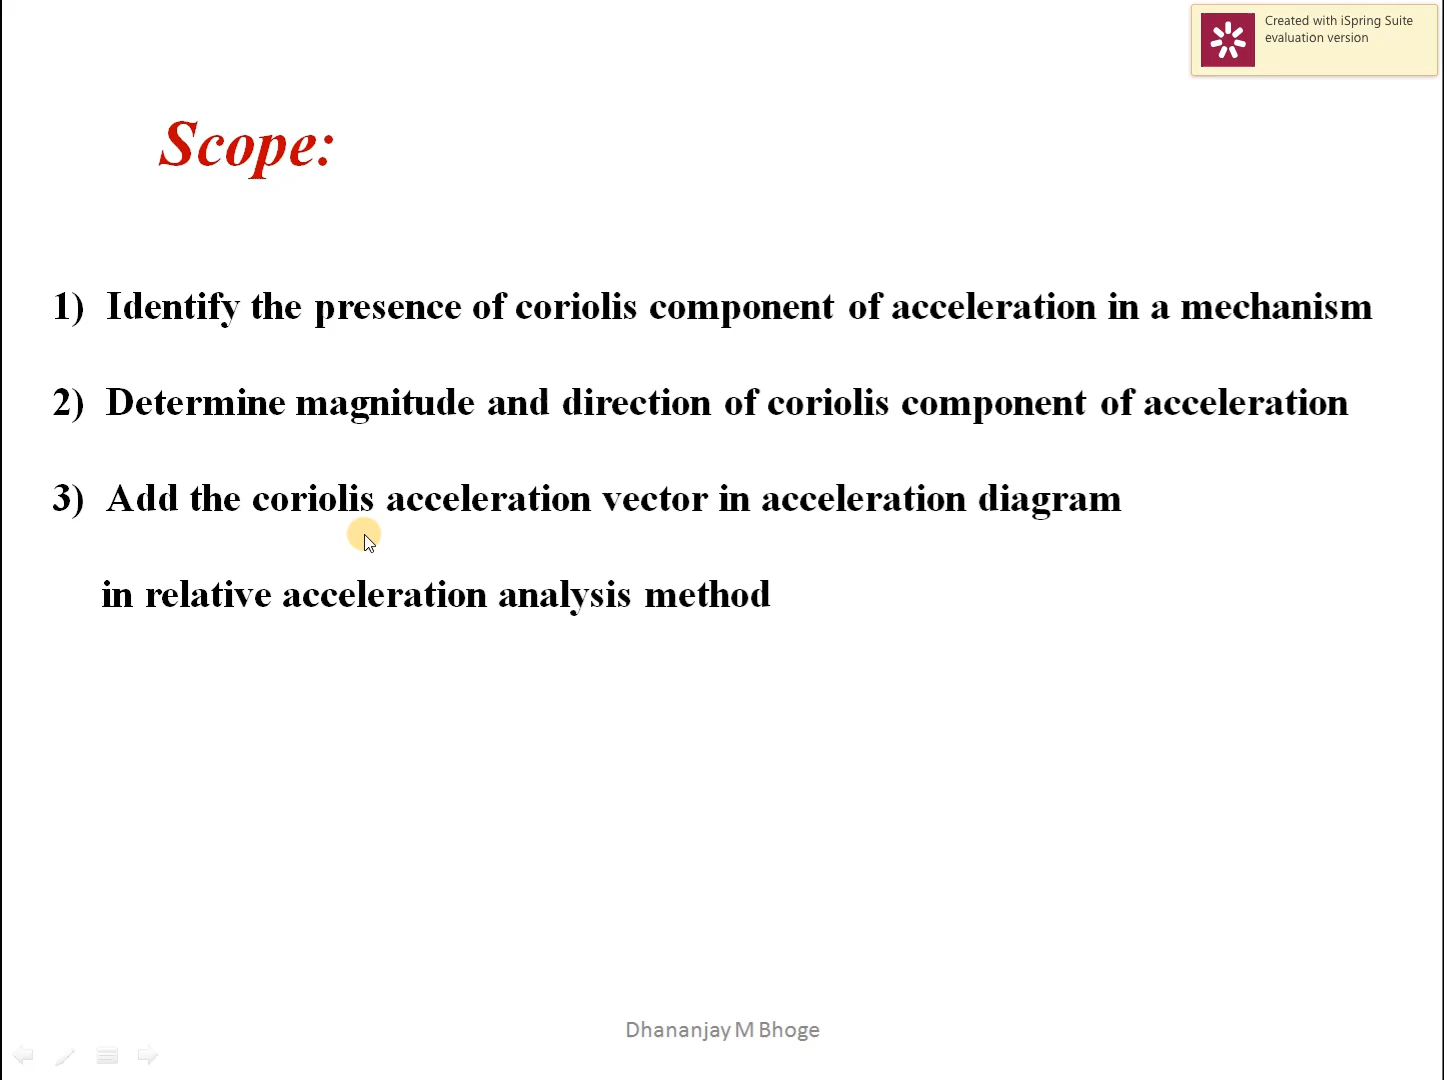 Created with iSpring Suite
evaluation version
Scope:
1) Identify the presence of coriolis component of acceleration in a mechanism
2) Determine magnitude and direction of coriolis component of acceleration
3) Add the coriolis acceleration vector in acceleration diagram
in relative acceleration analysis method
Dhananjay M Bhoge